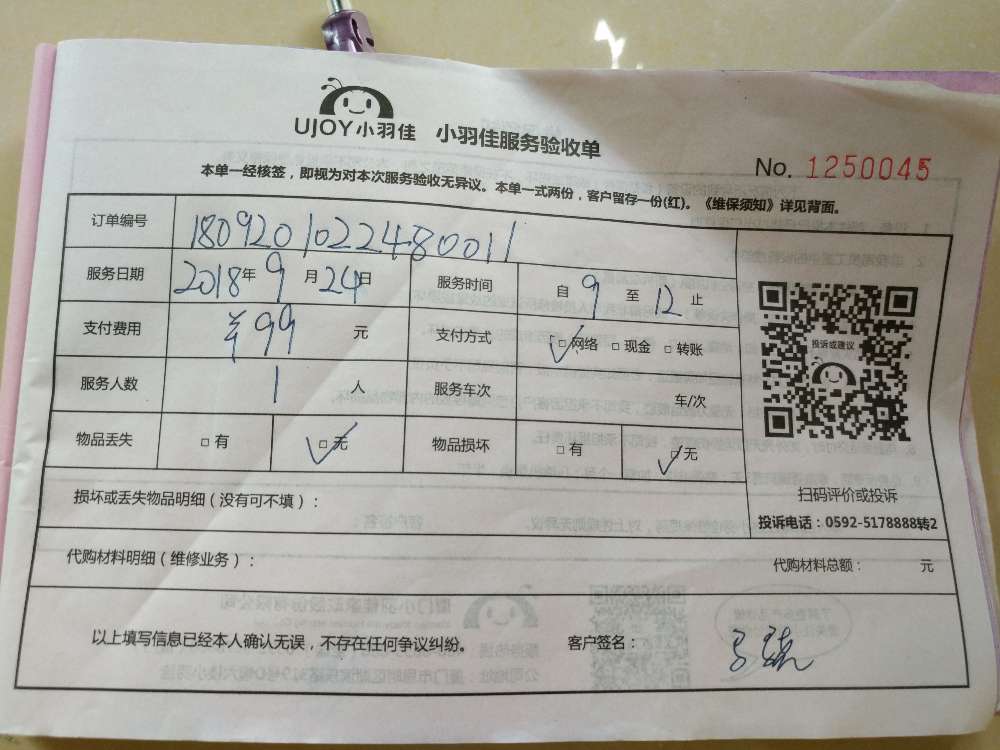 UJOY小羽佳 小羽佳服务验收单
No. 1250045
本单一经核签，即视为对本次服务验收无异议。本单一式两份，客户留存一份(红)。《维保须知》详见背面。
订单编号 180920102248001 1
服务日期 2018年9月24日 服务时间 自9至12止
支付费用 ¥99元 支付方式 ☑网络 □现金 □转账
投诉或建议
服务人数 1人 服务车次 车/次
物品丢失 □有 ☑无 物品损坏 □有 ☑无
损坏或丢失物品明细（没有可不填）：
扫码评价或投诉
投诉电话：0592-5178888转2
代购材料明细（维修业务）： 代购材料总额： 元
以上填写信息已经本人确认无误，不存在任何争议纠纷。 客户签名：